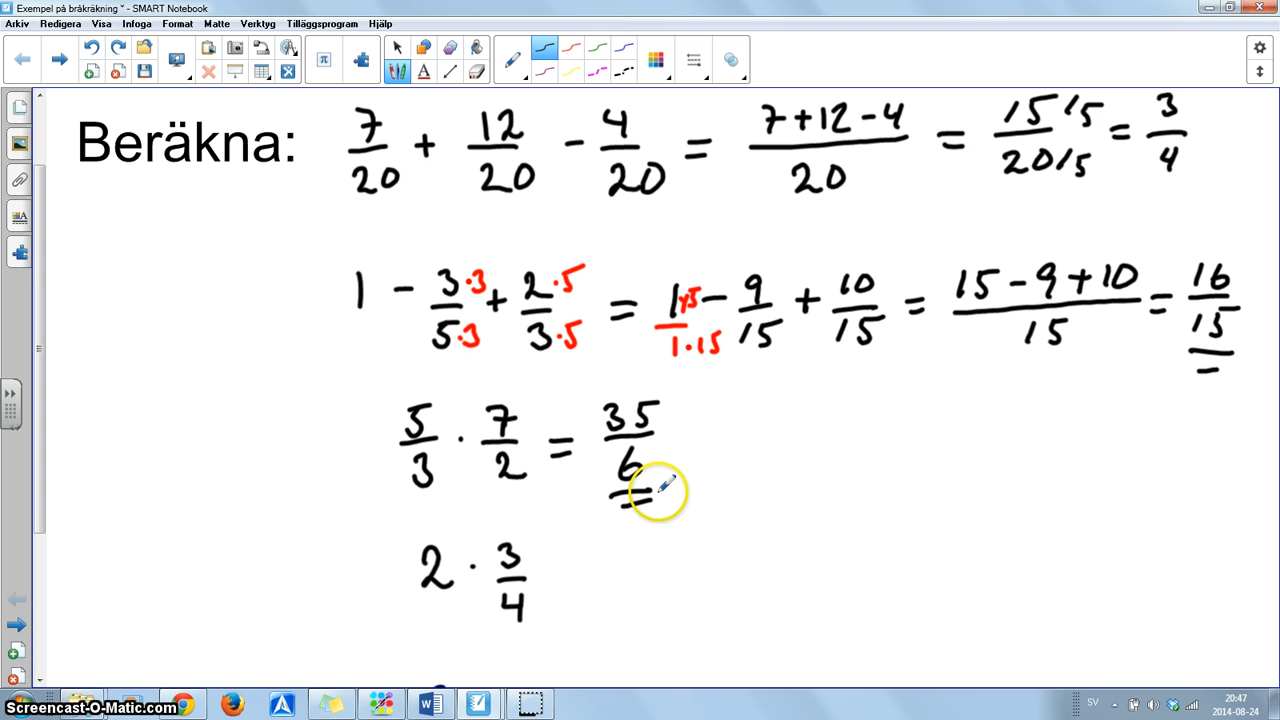 Exempel på bråkräkning * - SMART Notebook
Arkiv Redigera Visa Infoga Format Matte Verktyg Tilläggsprogram Hjälp
Beräkna: 7/20 + 12/20 - 4/20 = (7+12-4)/20 = 15/5 / 20/5 = 3/4
1 - 3·3/5·3 + 2·5/3·5 = 1·15/1·15 - 9/15 + 10/15 = (15-9+10)/15 = 16/15
5/3 · 7/2 = 35/6
2 · 3/4
Screencast-O-Matic.com
SV
20:47
2014-08-24